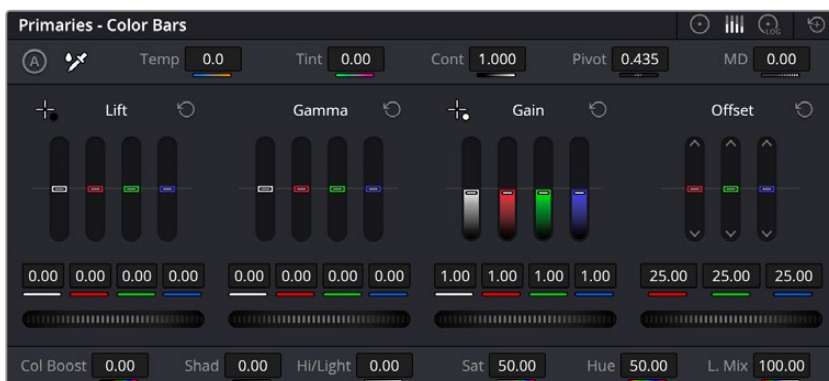 Primaries - Color Bars
LOG
A Temp 0.0 Tint 0.00 Cont 1.000 Pivot 0.435 MD 0.00
Lift Gamma Gain Offset
0.00 0.00 0.00 0.00 0.00 0.00 0.00 0.00 1.00 1.00 1.00 1.00 25.00 25.00 25.00
Col Boost 0.00 Shad 0.00 Hi/Light 0.00 Sat 50.00 Hue 50.00 L. Mix 100.00